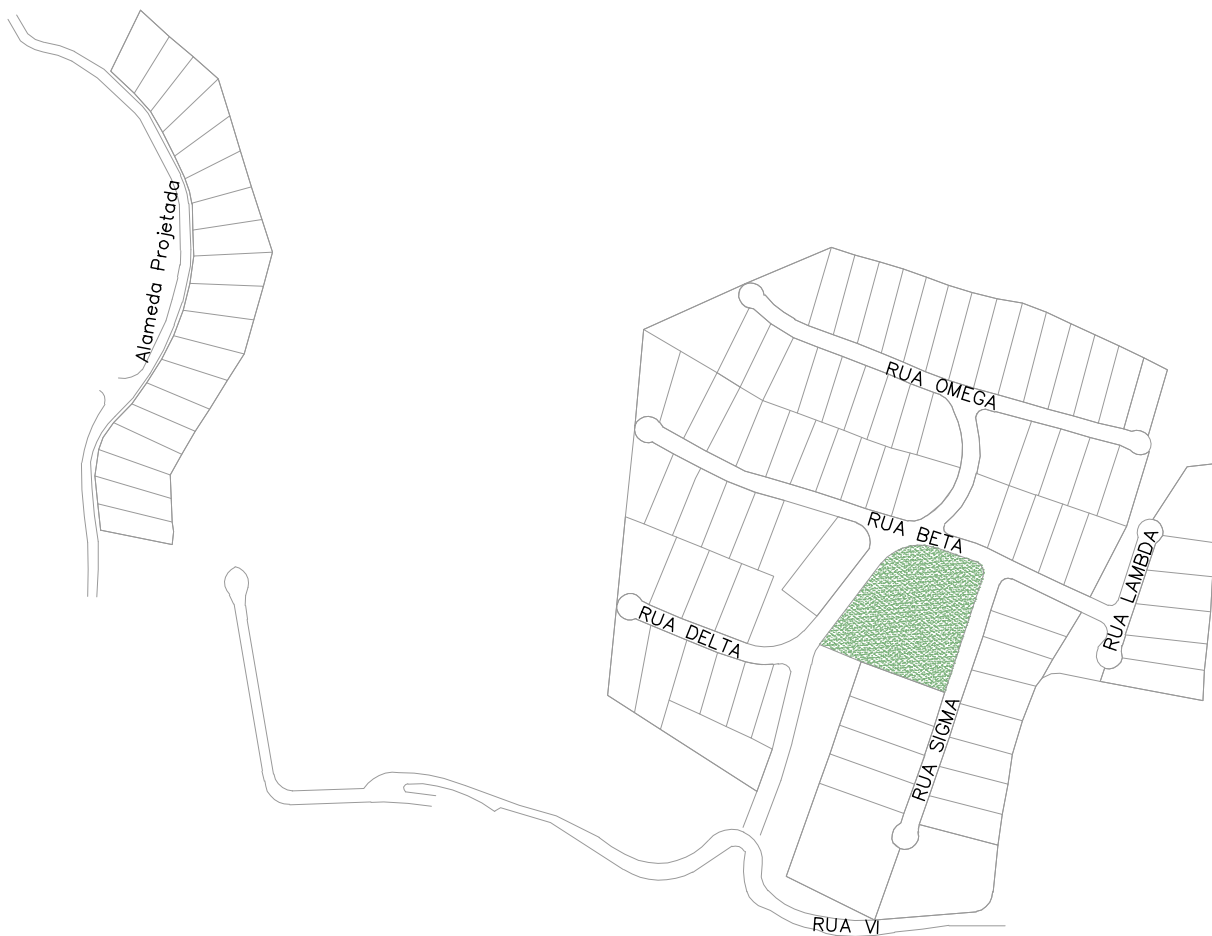 Alameda Projetada
RUA OMEGA
RUA BETA
RUA LAMBDA
RUA DELTA
RUA SIGMA
RUA VI